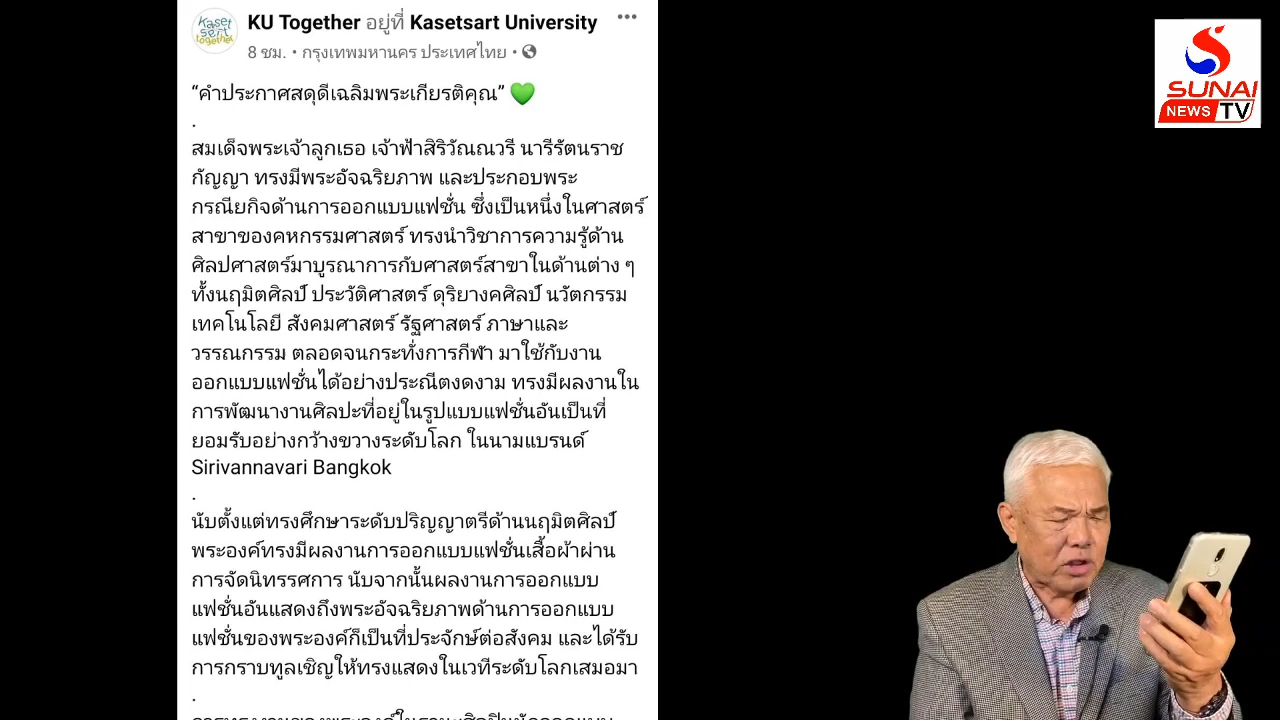 KU Together อยู่ที่ Kasetsart University
8 ชม. • กรุงเทพมหานคร ประเทศไทย •
“คำประกาศสดุดีเฉลิมพระเกียรติคุณ”
.
สมเด็จพระเจ้าลูกเธอ เจ้าฟ้าสิริวัณณวรี นารีรัตนราช
กัญญา ทรงมีพระอัจฉริยภาพ และประกอบพระ
กรณียกิจด้านการออกแบบแฟชั่น ซึ่งเป็นหนึ่งในศาสตร์
สาขาของคหกรรมศาสตร์ ทรงนำวิชาการความรู้ด้าน
ศิลปศาสตร์มาบูรณาการกับศาสตร์สาขาในด้านต่าง ๆ
ทั้งนฤมิตศิลป์ ประวัติศาสตร์ ดุริยางคศิลป์ นวัตกรรม
เทคโนโลยี สังคมศาสตร์ รัฐศาสตร์ ภาษาและ
วรรณกรรม ตลอดจนกระทั่งการกีฬา มาใช้กับงาน
ออกแบบแฟชั่นได้อย่างประณีตงดงาม ทรงมีผลงานใน
การพัฒนางานศิลปะที่อยู่ในรูปแบบแฟชั่นอันเป็นที่
ยอมรับอย่างกว้างขวางระดับโลก ในนามแบรนด์
Sirivannavari Bangkok
.
นับตั้งแต่ทรงศึกษาระดับปริญญาตรีด้านนฤมิตศิลป์
พระองค์ทรงมีผลงานการออกแบบแฟชั่นเสื้อผ้าผ่าน
การจัดนิทรรศการ นับจากนั้นผลงานการออกแบบ
แฟชั่นอันแสดงถึงพระอัจฉริยภาพด้านการออกแบบ
แฟชั่นของพระองค์ก็เป็นที่ประจักษ์ต่อสังคม และได้รับ
การกราบทูลเชิญให้ทรงแสดงในเวทีระดับโลกเสมอมา
.
Kaset
sart
together
SUNAI
NEWS TV